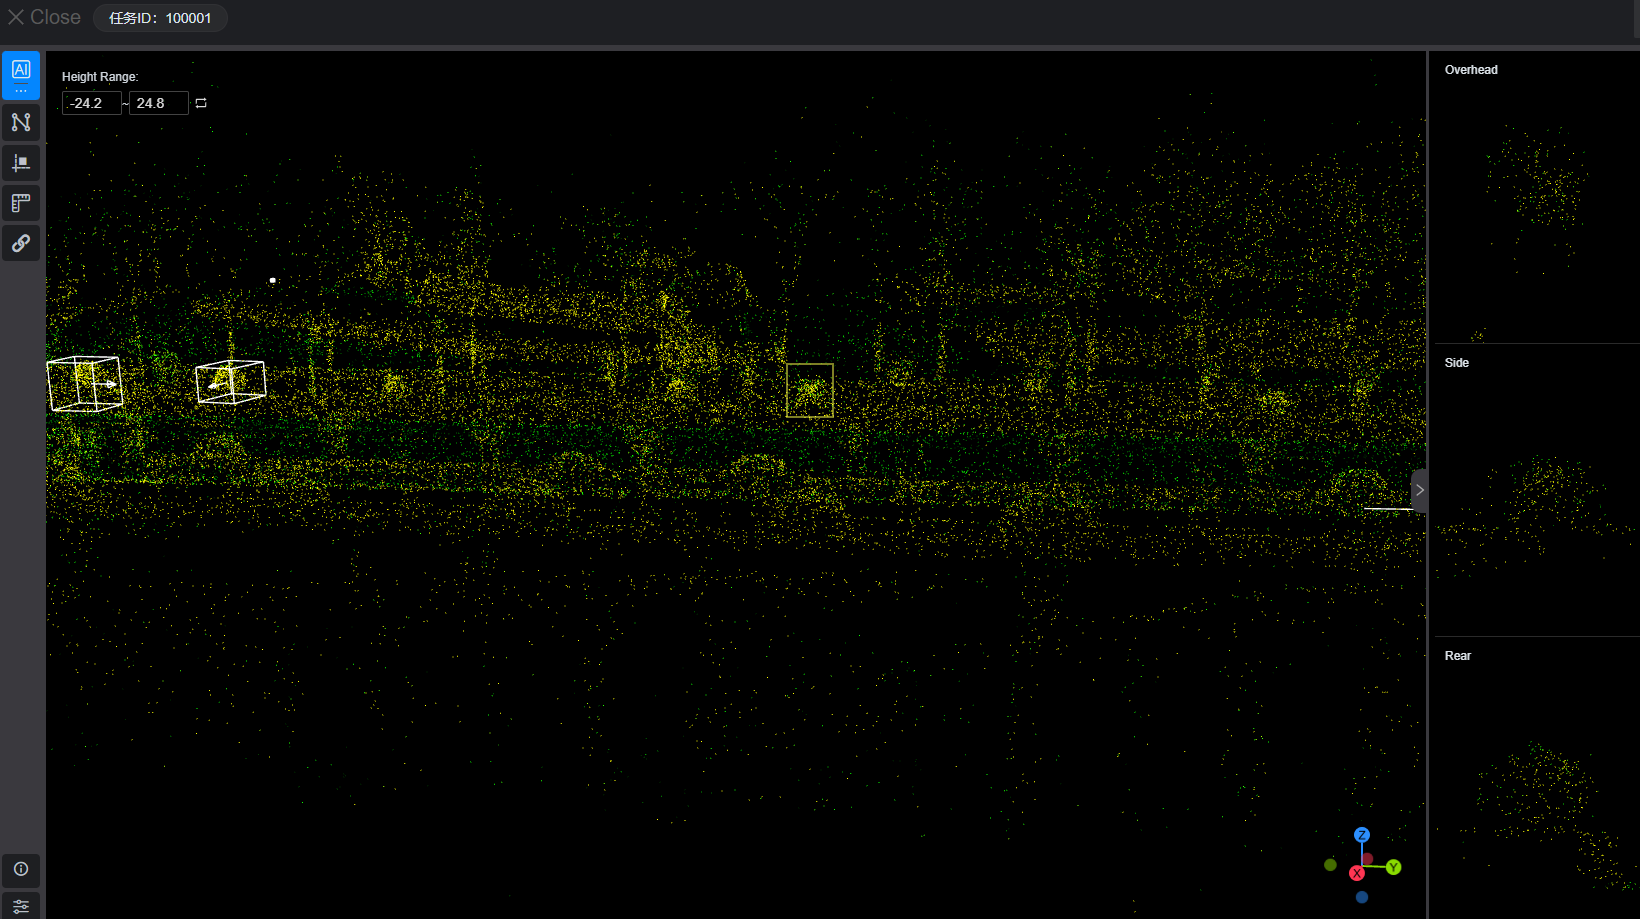 Close
任务ID：100001
AI
...
Height Range:
-24.2 ~ 24.8
Overhead
Side
Rear
Z
X
Y